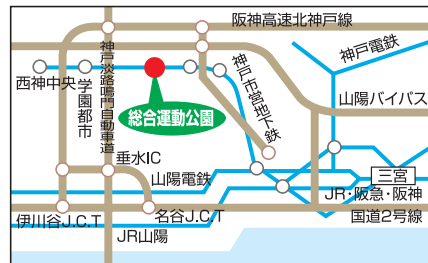 阪神高速北神戸線
神戸電鉄
神戸淡路鳴門自動車道
西神中央
学園都市
総合運動公園
神戸市営地下鉄
山陽バイパス
垂水IC
山陽電鉄
三宮
JR・阪急・阪神
伊川谷J.C.T
名谷J.C.T
国道2号線
JR山陽